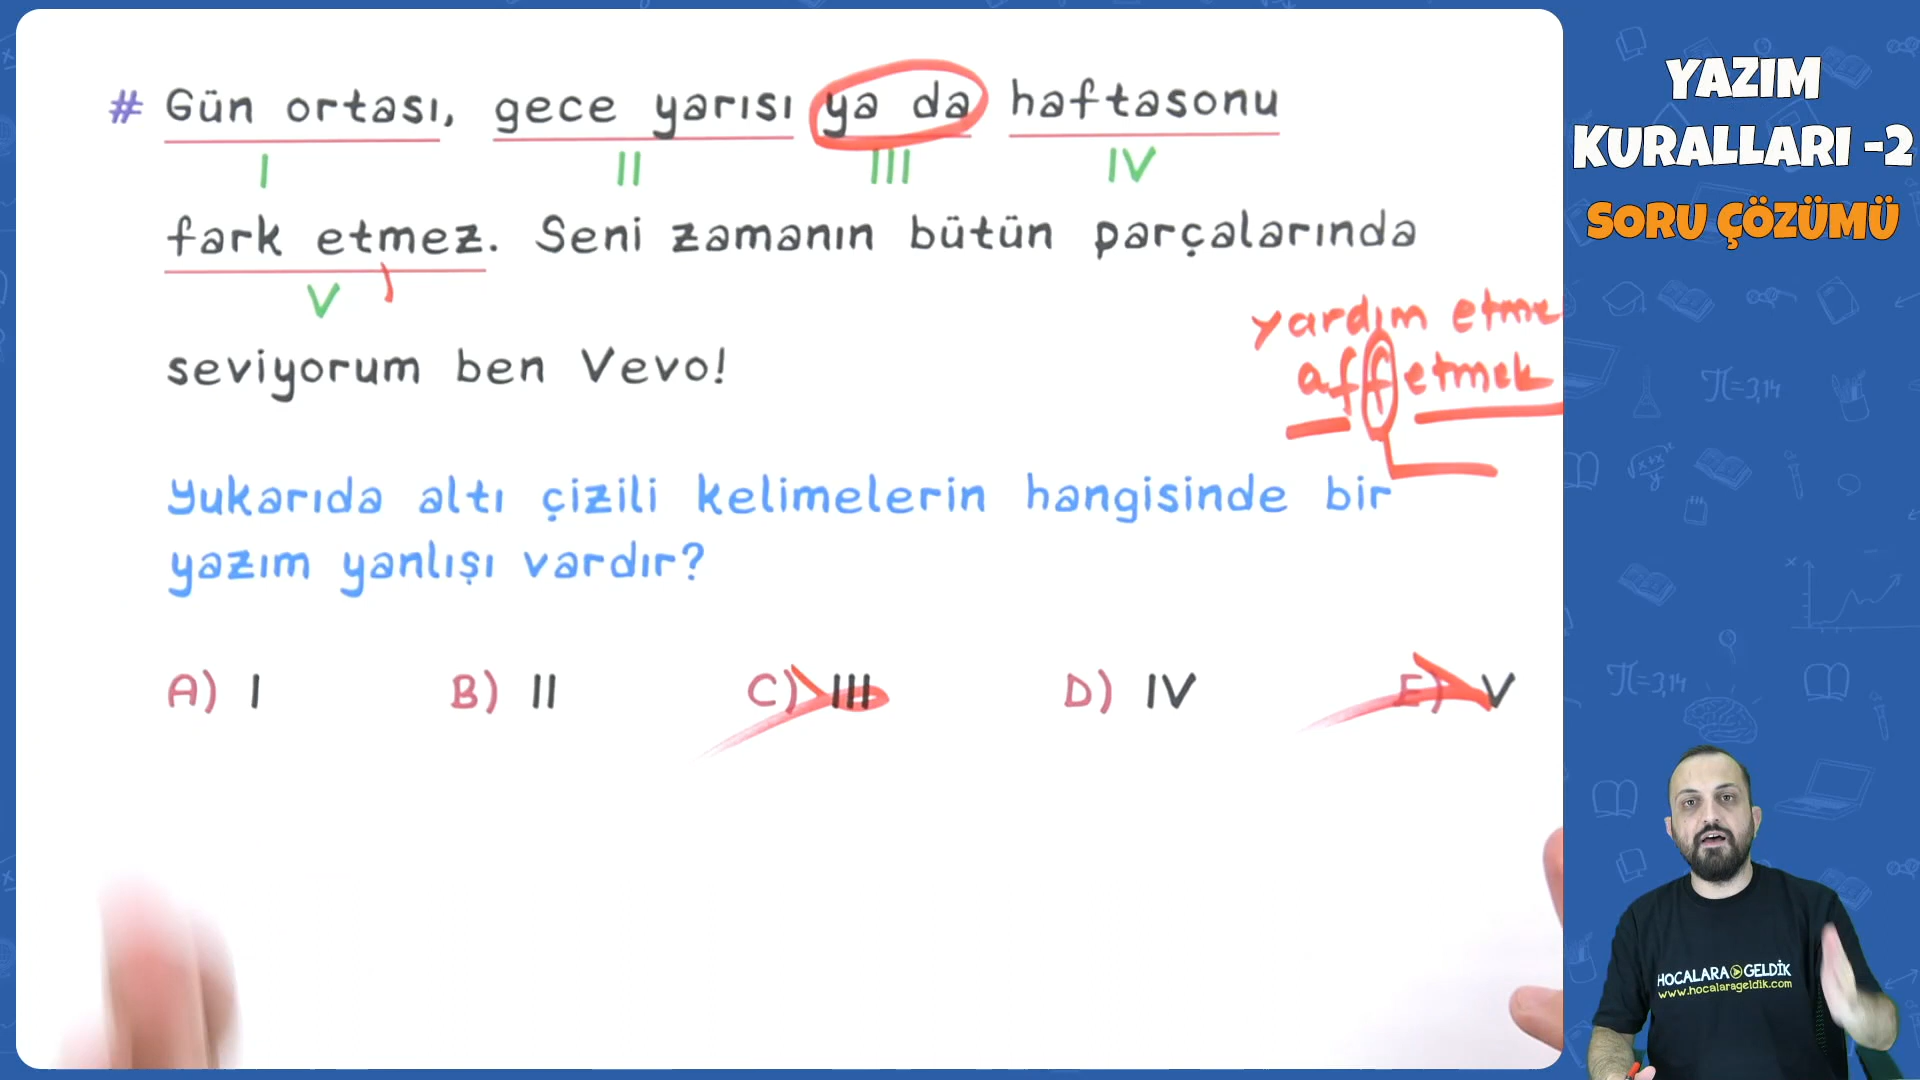 # Gün ortası, gece yarısı ya da haftasonu
I II III IV
fark etmez. Seni zamanın bütün parçalarında
V
seviyorum ben Vevo!
yardım etme
affetmek
Yukarıda altı çizili kelimelerin hangisinde bir
yazım yanlışı vardır?
A) I B) II C) III D) IV E) V
YAZIM
KURALLARI -2
SORU ÇÖZÜMÜ
π=3,14
π=3,14
HOCALARA GELDİK
www.hocalarageldik.com